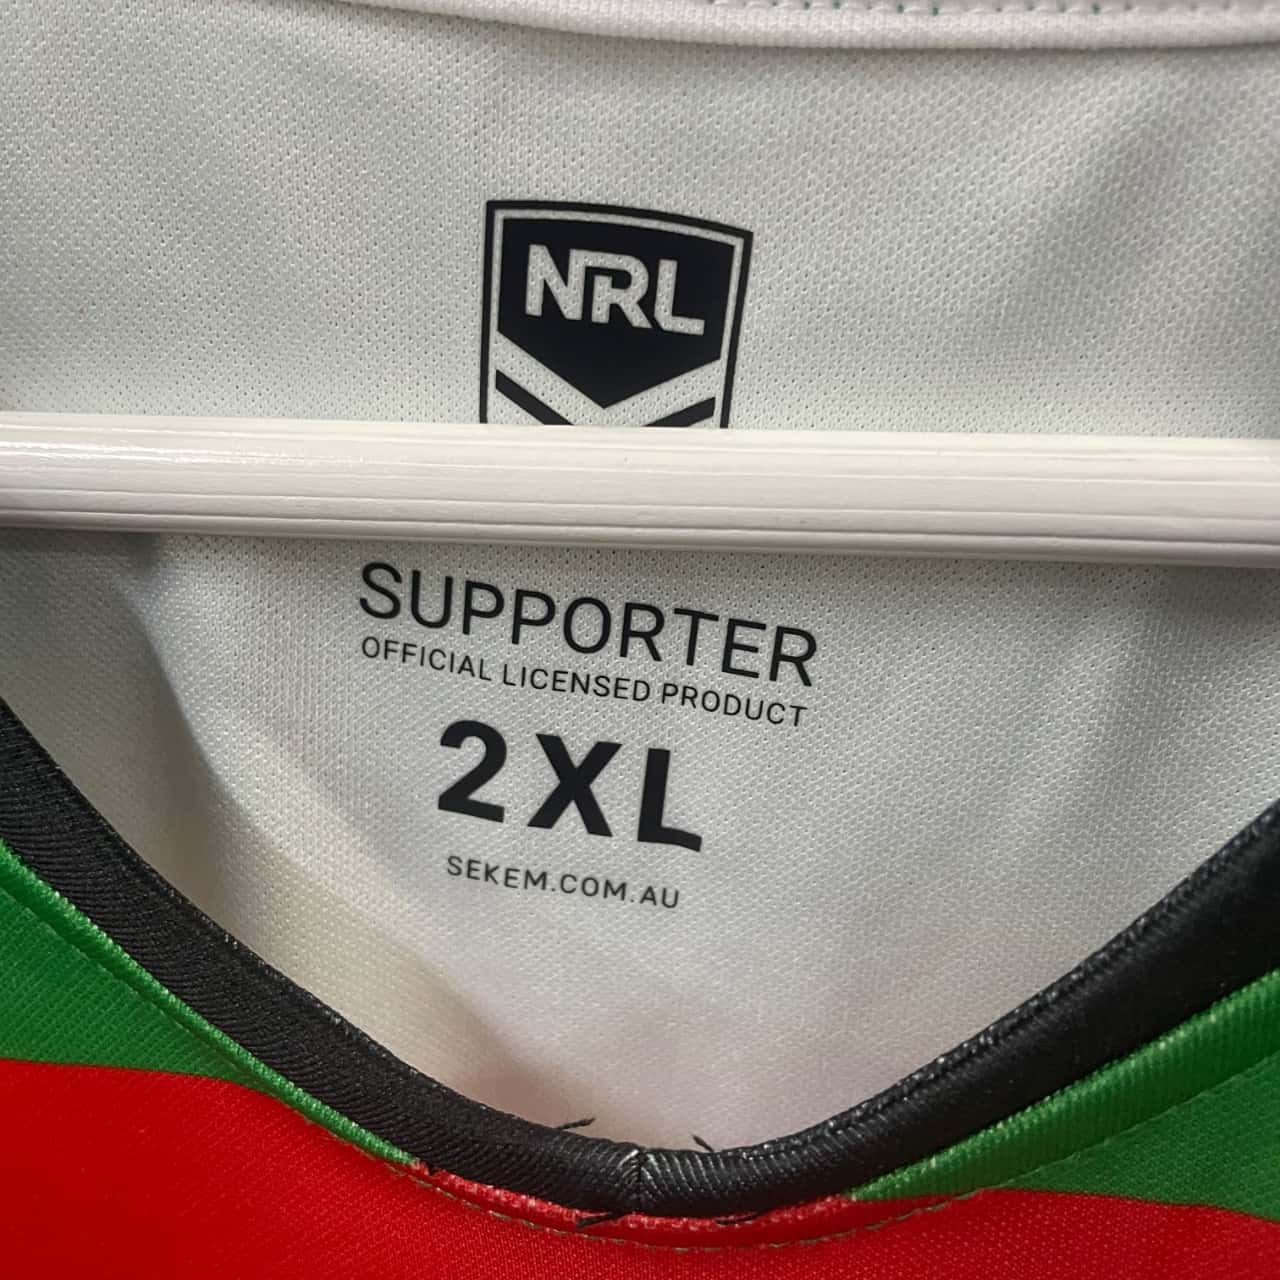 NRL
SUPPORTER
OFFICIAL LICENSED PRODUCT
2XL
SEKEM.COM.AU